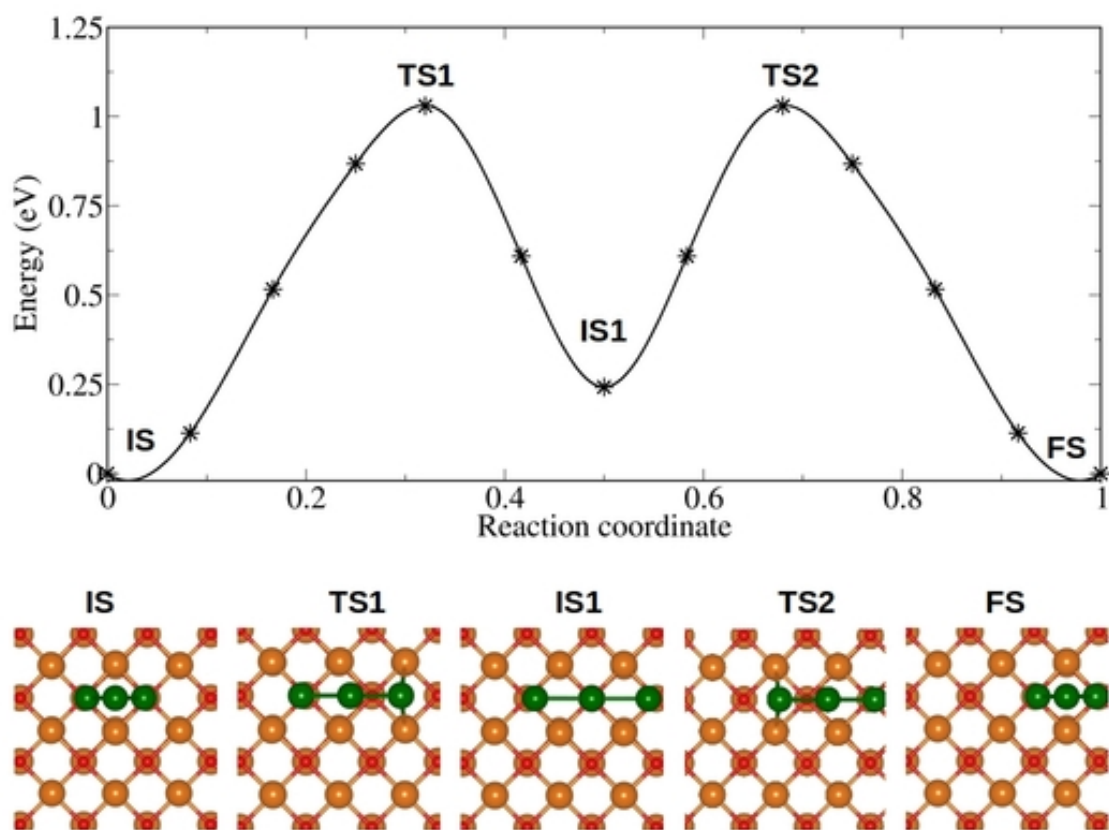 1.25
TS1
TS2
1
0.75
Energy (eV)
0.5
IS1
0.25
IS
FS
0
0
0.2
0.4
0.6
0.8
1
Reaction coordinate
IS
TS1
IS1
TS2
FS